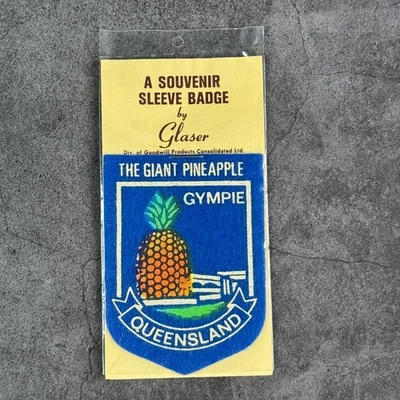 A SOUVENIR
SLEEVE BADGE
by
Glaser
Div. of Goodwill Products Consolidated Ltd.
THE GIANT PINEAPPLE
GYMPIE
QUEENSLAND